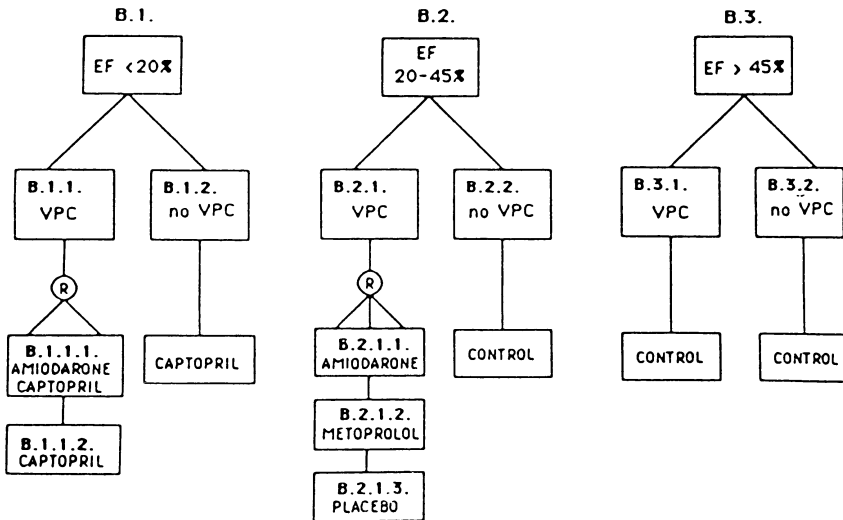 B.1.
EF <20%
B.1.1.
VPC
B.1.2.
no VPC
R
B.1.1.1.
AMIODARONE
CAPTOPRIL
CAPTOPRIL
B.1.1.2.
CAPTOPRIL
B.2.
EF
20-45%
B.2.1.
VPC
B.2.2.
no VPC
R
B.2.1.1.
AMIODARONE
CONTROL
B.2.1.2.
METOPROLOL
B.2.1.3.
PLACEBO
B.3.
EF > 45%
B.3.1.
VPC
B.3.2.
no VPC
CONTROL
CONTROL